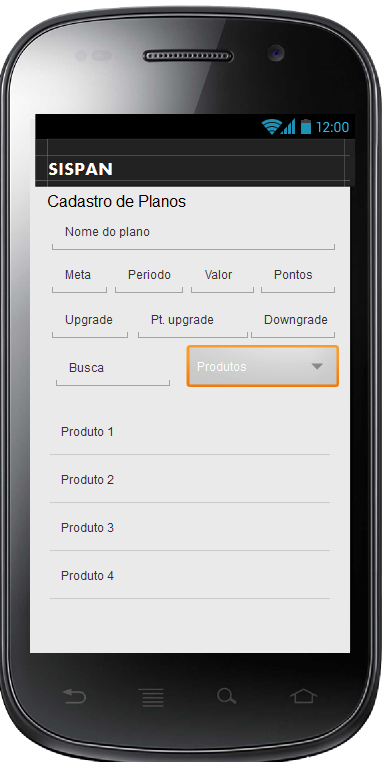 12:00
SISPAN
Cadastro de Planos
Nome do plano
Meta Periodo Valor Pontos
Upgrade Pt. upgrade Downgrade
Busca Produtos
Produto 1
Produto 2
Produto 3
Produto 4